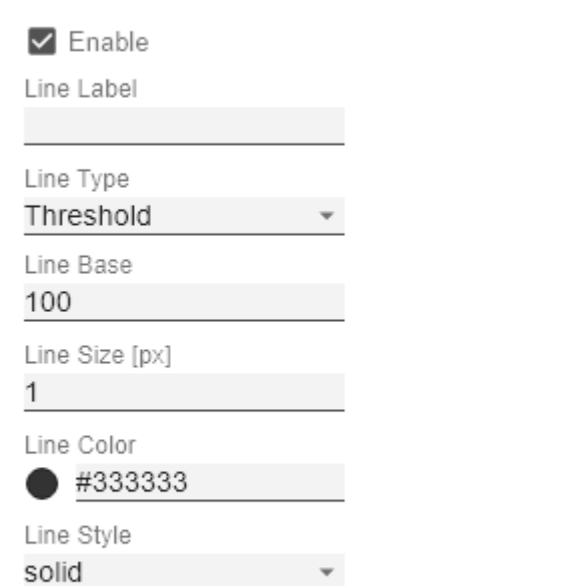 Enable
Line Label
Line Type
Threshold
Line Base
100
Line Size [px]
1
Line Color
#333333
Line Style
solid